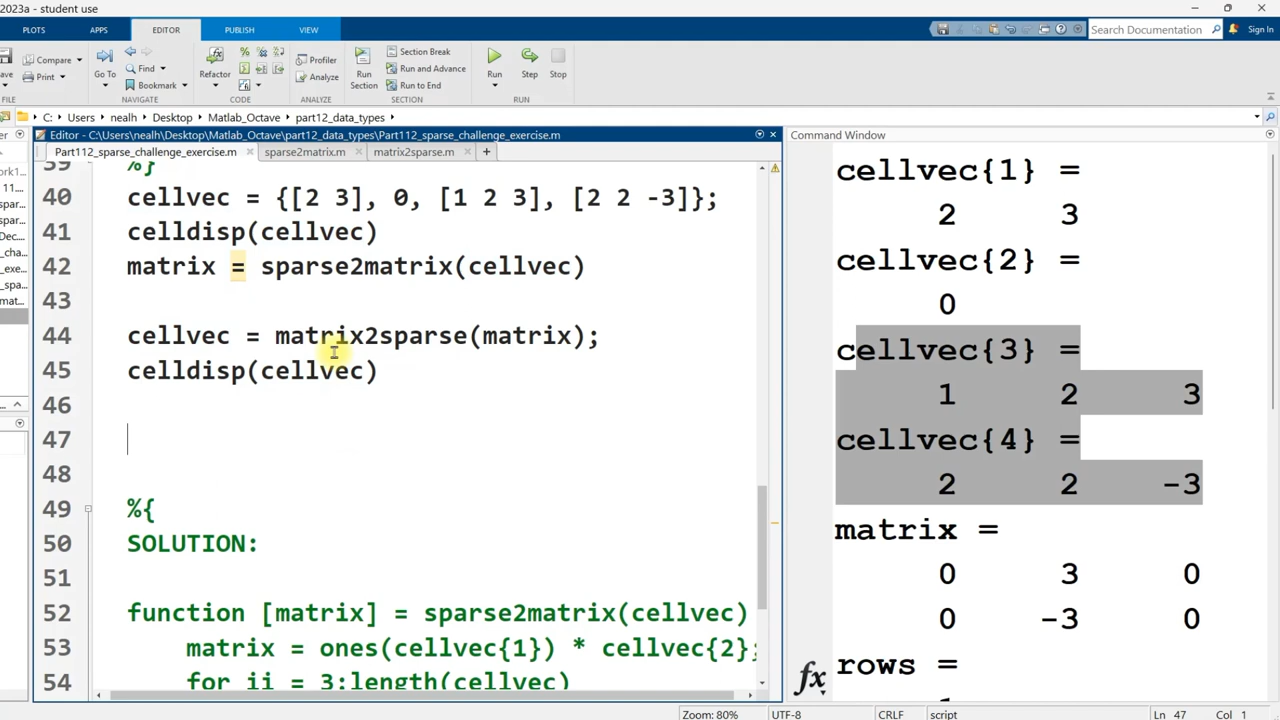 2023a - student use
PLOTS APPS EDITOR PUBLISH VIEW
Search Documentation Sign In
Compare
Print
Go To
Find
Bookmark
Refactor
Profiler
Analyze
Run Section
Section Break
Run and Advance
Run to End
Run Step Stop
FILE NAVIGATE CODE ANALYZE SECTION RUN
C: Users nealh Desktop Matlab_Octave part12_data_types
Editor - C:\Users\nealh\Desktop\Matlab_Octave\part12_data_types\Part112_sparse_challenge_exercise.m
Part112_sparse_challenge_exercise.m sparse2matrix.m matrix2sparse.m
39 %}
40 cellvec = {[2 3], 0, [1 2 3], [2 2 -3]};
41 celldisp(cellvec)
42 matrix = sparse2matrix(cellvec)
43
44 cellvec = matrix2sparse(matrix);
45 celldisp(cellvec)
46
47
48
49 %{
50 SOLUTION:
51
52 function [matrix] = sparse2matrix(cellvec)
53 matrix = ones(cellvec{1}) * cellvec{2};
54 for ii = 3:length(cellvec)
Command Window
cellvec{1} =
2 3
cellvec{2} =
0
cellvec{3} =
1 2 3
cellvec{4} =
2 2 -3
matrix =
0 3 0
0 -3 0
fx rows =
Zoom: 80% UTF-8 CRLF script Ln 47 Col 1